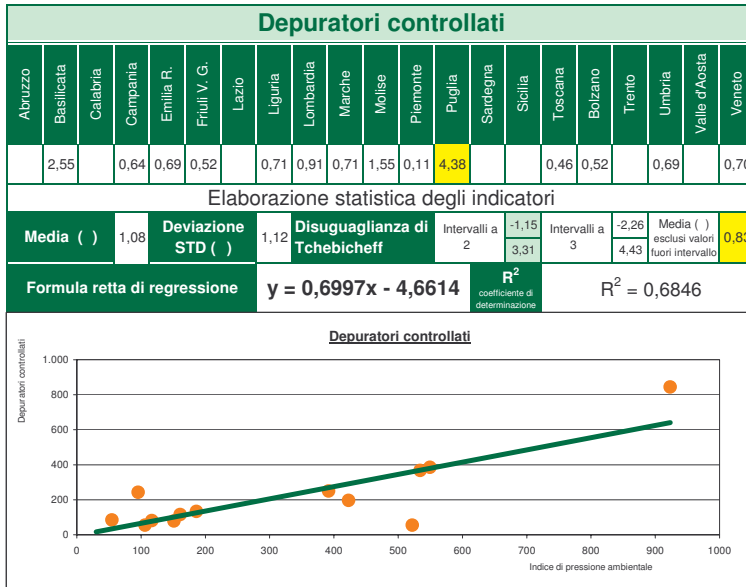 Depuratori controllati
Abruzzo Basilicata Calabria Campania Emilia R. Friuli V. G. Lazio Liguria Lombardia Marche Molise Piemonte Puglia Sardegna Sicilia Toscana Bolzano Trento Umbria Valle d'Aosta Veneto
2,55 0,64 0,69 0,52 0,71 0,91 0,71 1,55 0,11 4,38 0,46 0,52 0,69 0,70
Elaborazione statistica degli indicatori
Media ( ) 1,08 Deviazione STD ( ) 1,12 Disuguaglianza di Tchebicheff Intervalli a 2 -1,15 3,31 Intervalli a 3 -2,26 4,43 Media ( ) esclusi valori fuori intervallo 0,83
Formula retta di regressione y = 0,6997x - 4,6614 R² coefficiente di determinazione R² = 0,6846
Depuratori controllati
Depuratori controllati
1.000
800
600
400
200
0
0 100 200 300 400 500 600 700 800 900 1000
Indice di pressione ambientale